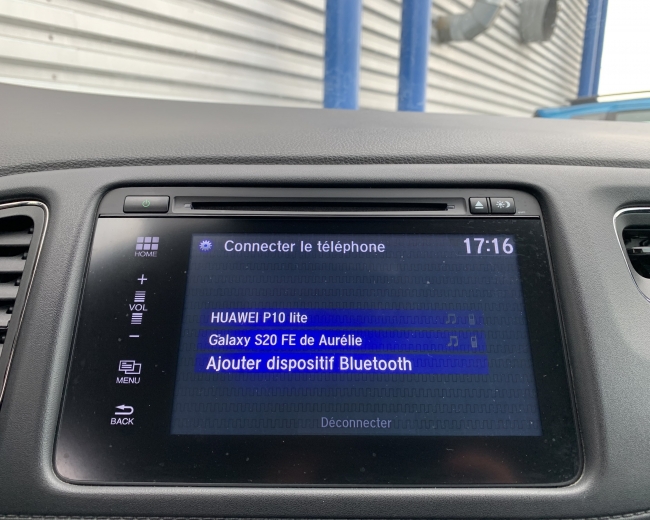 Connecter le téléphone 17:16
HOME
+
VOL
−
MENU
BACK
HUAWEI P10 lite
Galaxy S20 FE de Aurélie
Ajouter dispositif Bluetooth
Déconnecter